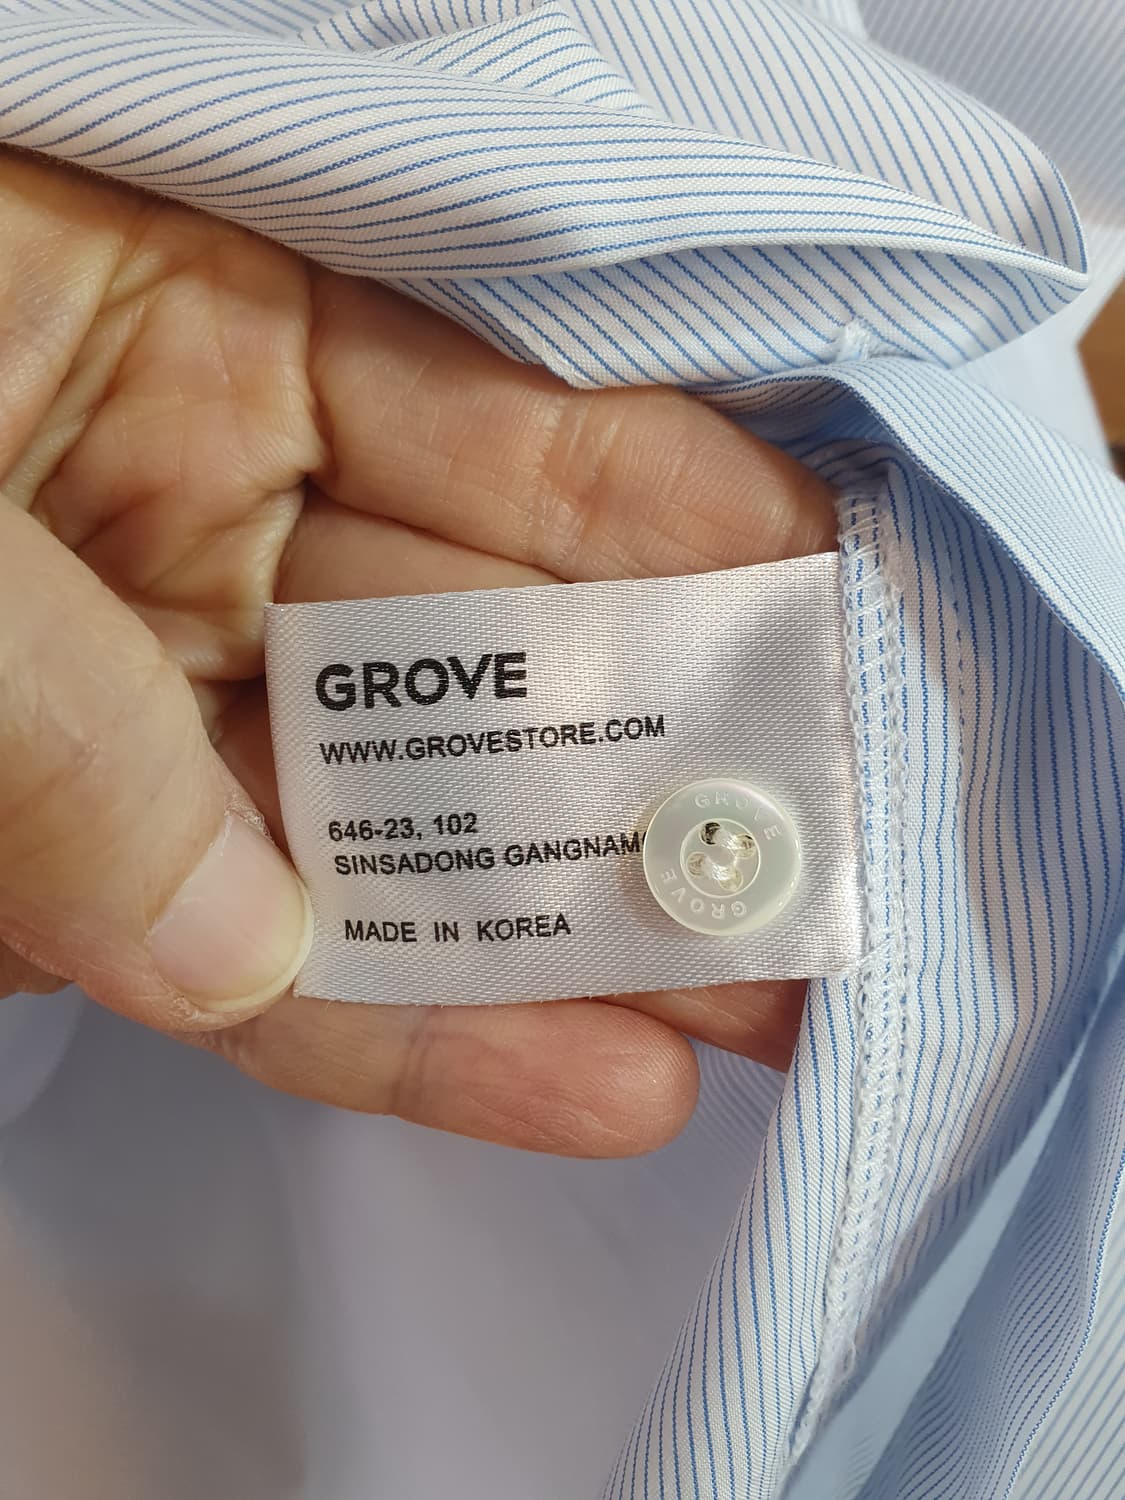 GROVE
WWW.GROVESTORE.COM
646-23, 102
SINSADONG GANGNAM
MADE IN KOREA
GROVE
GROVE